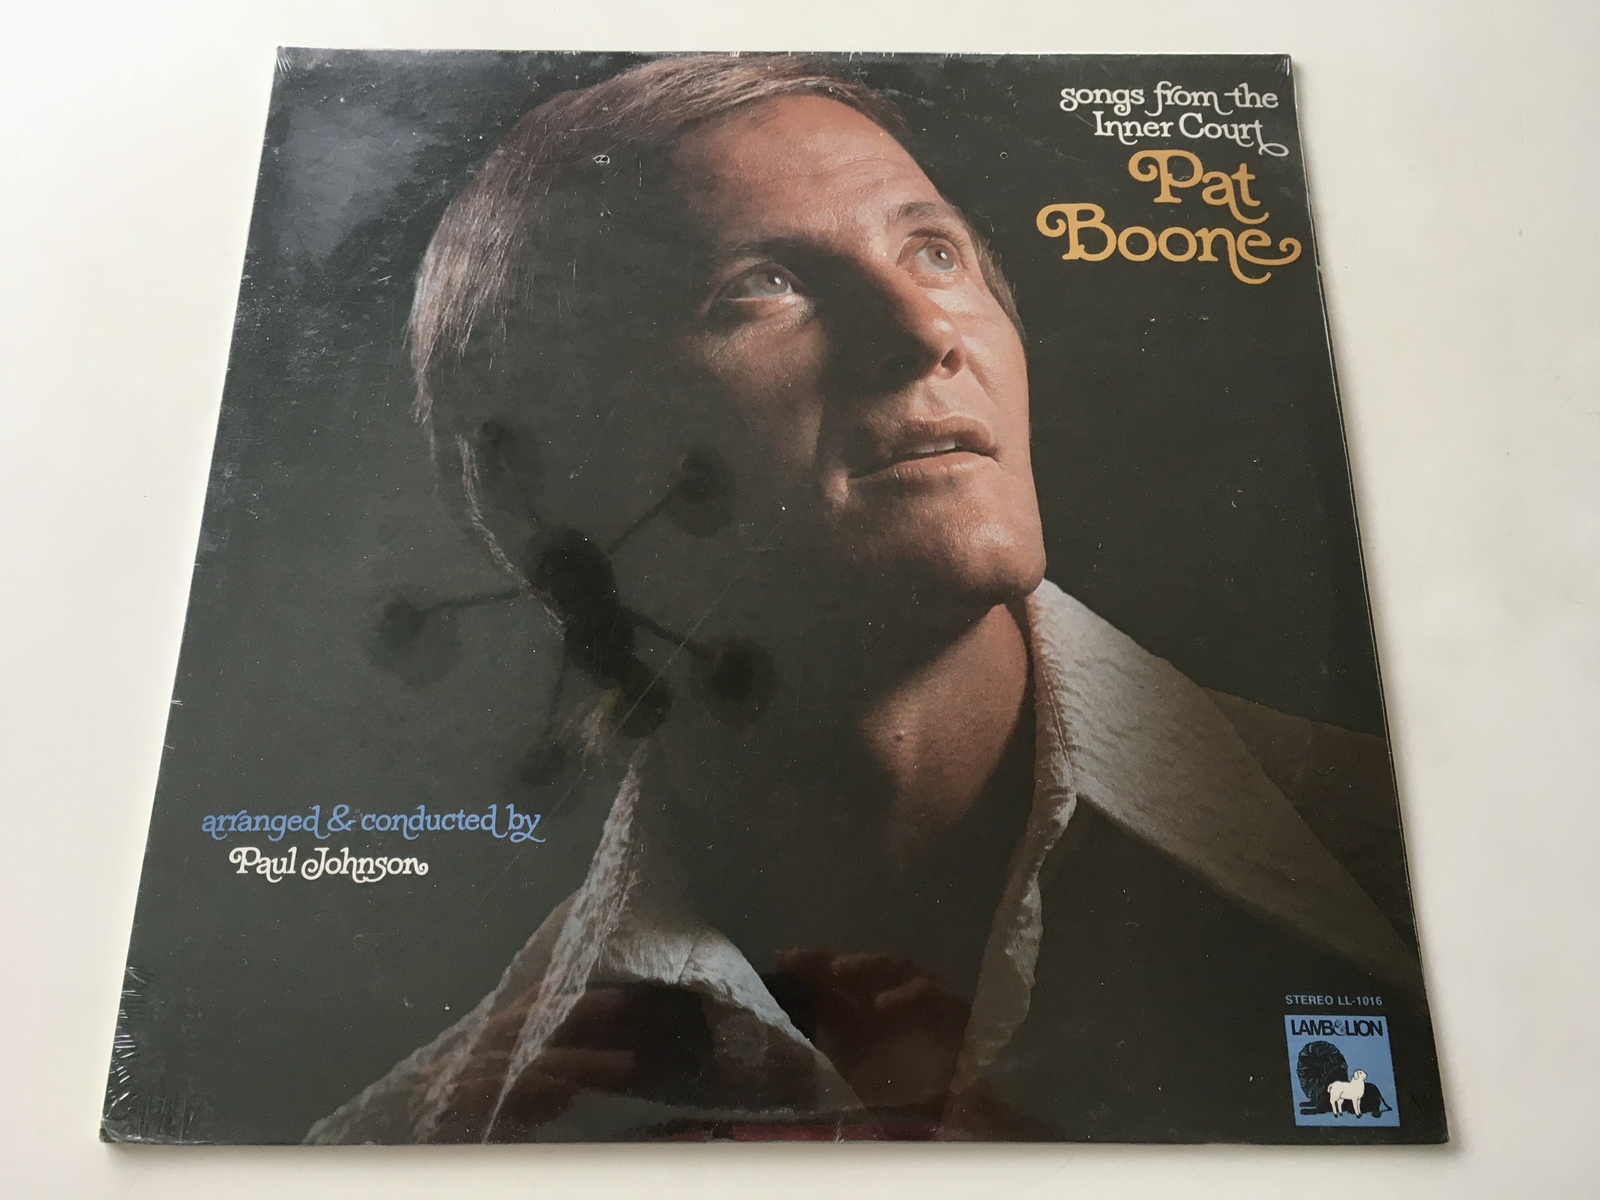 songs from the
Inner Court
Pat
Boone
arranged & conducted by
Paul Johnson
STEREO LL-1016
LAMB & LION